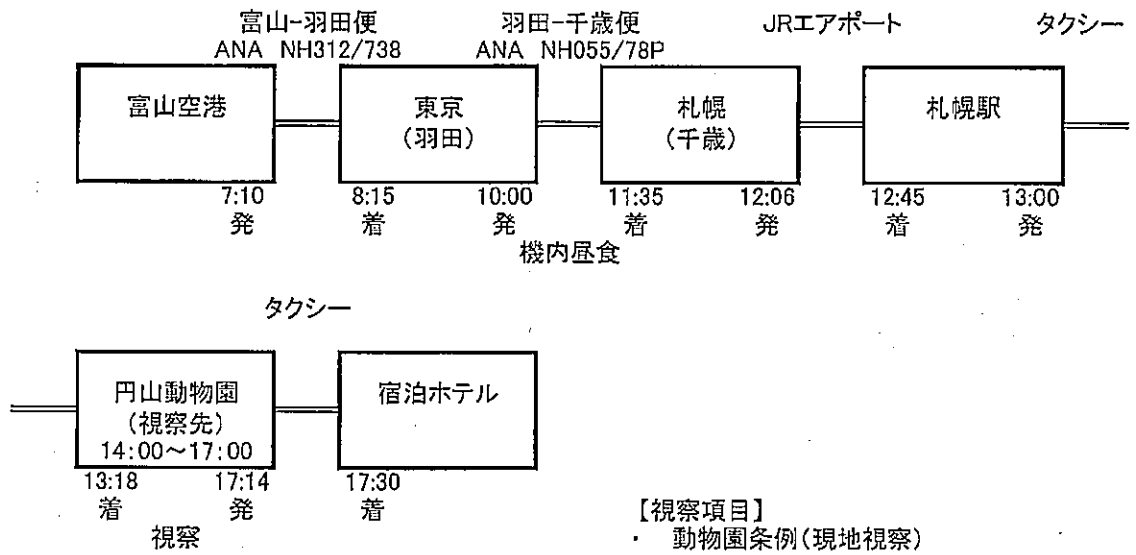 富山-羽田便 羽田-千歳便 JRエアポート タクシー
ANA NH312/738 ANA NH055/78P
富山空港 東京 札幌 札幌駅
(羽田) (千歳)
7:10 8:15 10:00 11:35 12:06 12:45 13:00
発 着 発 着 発 着 発
機内昼食
タクシー
円山動物園 宿泊ホテル
(視察先)
14:00~17:00
13:18 17:14 17:30
着 発 着
視察
【視察項目】
・ 動物園条例(現地視察)